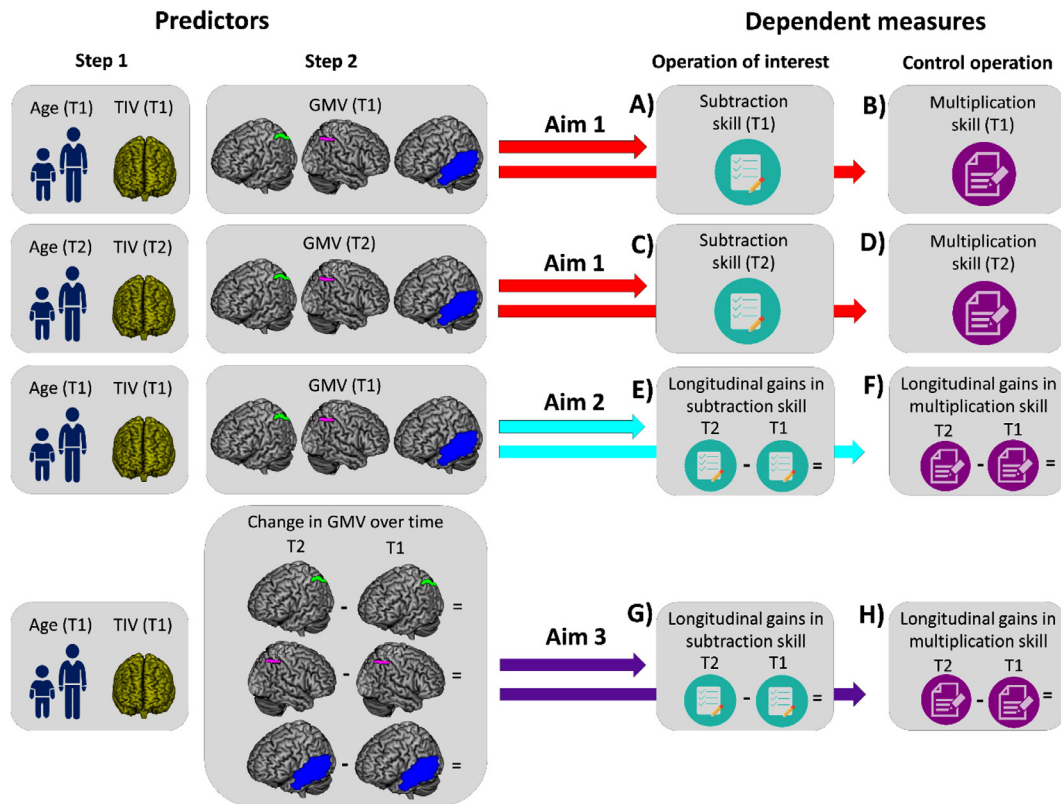 Predictors
Dependent measures
Step 1
Step 2
Operation of interest
Control operation
Age (T1)
TIV (T1)
GMV (T1)
Aim 1
A)
Subtraction
skill (T1)
B)
Multiplication
skill (T1)
Age (T2)
TIV (T2)
GMV (T2)
Aim 1
C)
Subtraction
skill (T2)
D)
Multiplication
skill (T2)
Age (T1)
TIV (T1)
GMV (T1)
Aim 2
E)
Longitudinal gains in
subtraction skill
T2
T1
- =
F)
Longitudinal gains in
multiplication skill
T2
T1
- =
Age (T1)
TIV (T1)
Change in GMV over time
T2
T1
- =
- =
- =
Aim 3
G)
Longitudinal gains in
subtraction skill
T2
T1
- =
H)
Longitudinal gains in
multiplication skill
T2
T1
- =